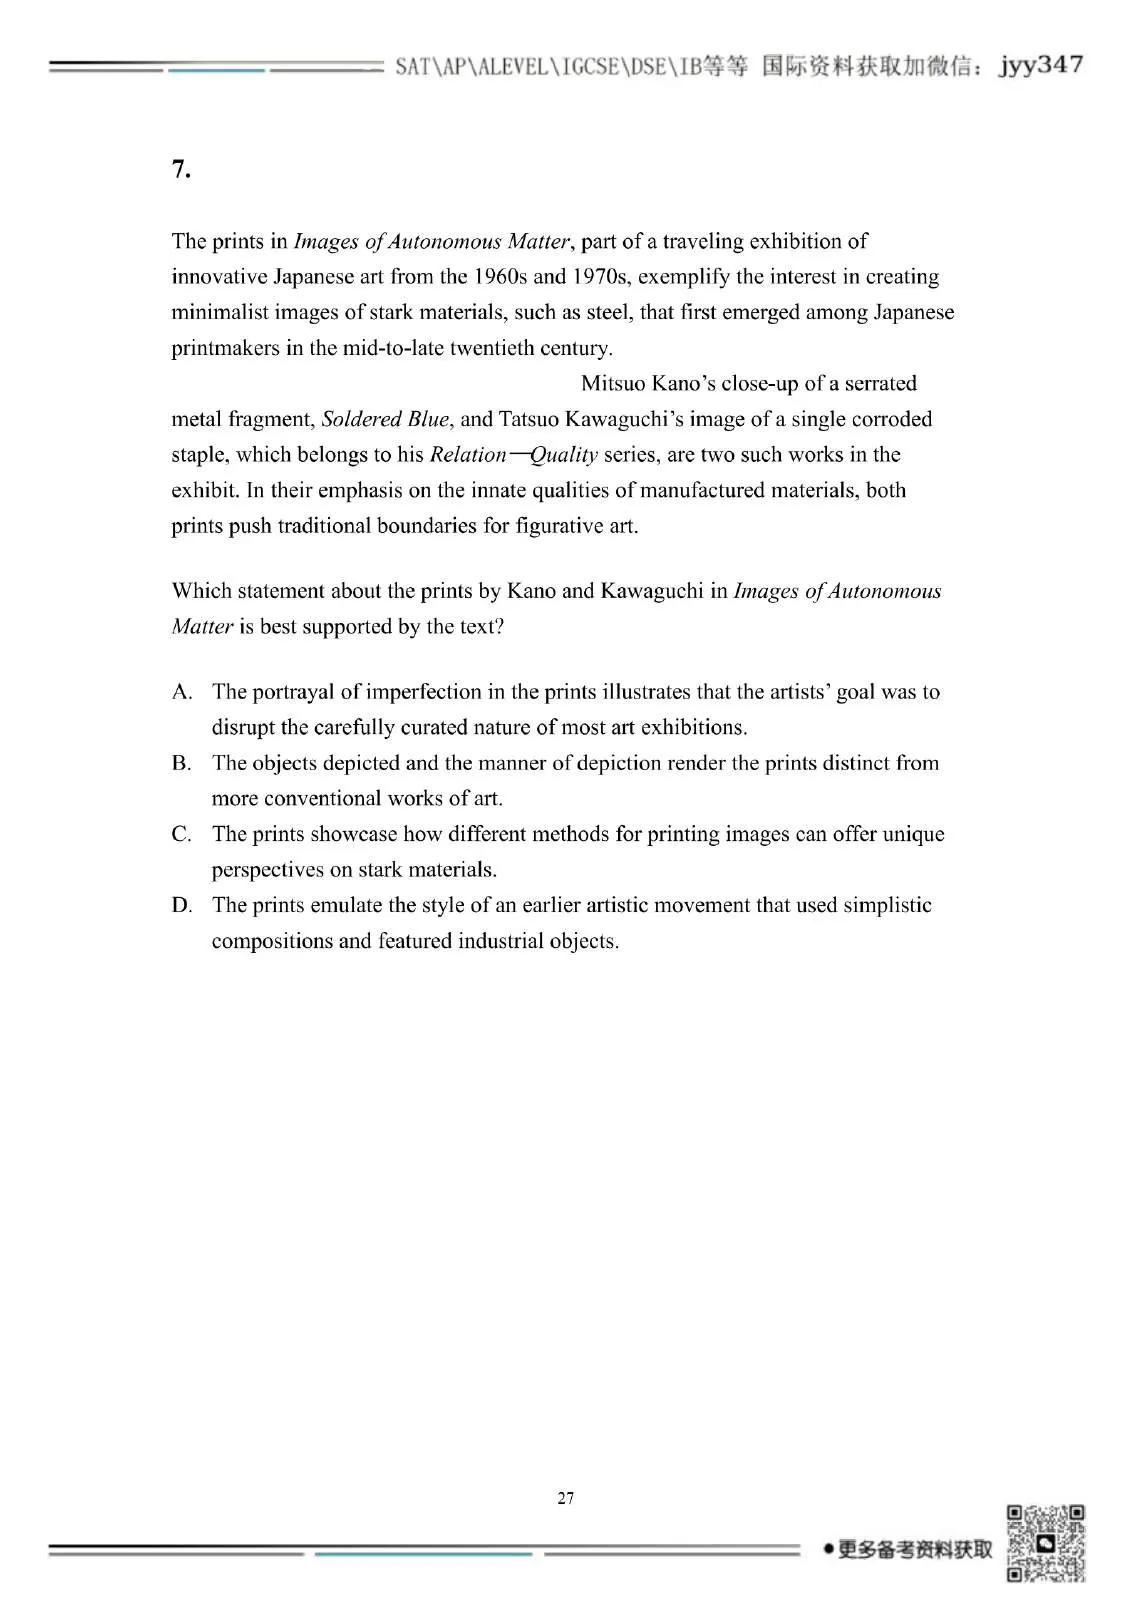 SAT\AP\ALEVEL\IGCSE\DSE\IB等等 国际资料获取加微信：jyy347
7.
The prints in Images of Autonomous Matter, part of a traveling exhibition of
innovative Japanese art from the 1960s and 1970s, exemplify the interest in creating
minimalist images of stark materials, such as steel, that first emerged among Japanese
printmakers in the mid-to-late twentieth century.
Mitsuo Kano’s close-up of a serrated
metal fragment, Soldered Blue, and Tatsuo Kawaguchi’s image of a single corroded
staple, which belongs to his Relation—Quality series, are two such works in the
exhibit. In their emphasis on the innate qualities of manufactured materials, both
prints push traditional boundaries for figurative art.
Which statement about the prints by Kano and Kawaguchi in Images of Autonomous
Matter is best supported by the text?
A. The portrayal of imperfection in the prints illustrates that the artists’ goal was to
disrupt the carefully curated nature of most art exhibitions.
B. The objects depicted and the manner of depiction render the prints distinct from
more conventional works of art.
C. The prints showcase how different methods for printing images can offer unique
perspectives on stark materials.
D. The prints emulate the style of an earlier artistic movement that used simplistic
compositions and featured industrial objects.
27
●更多备考资料获取